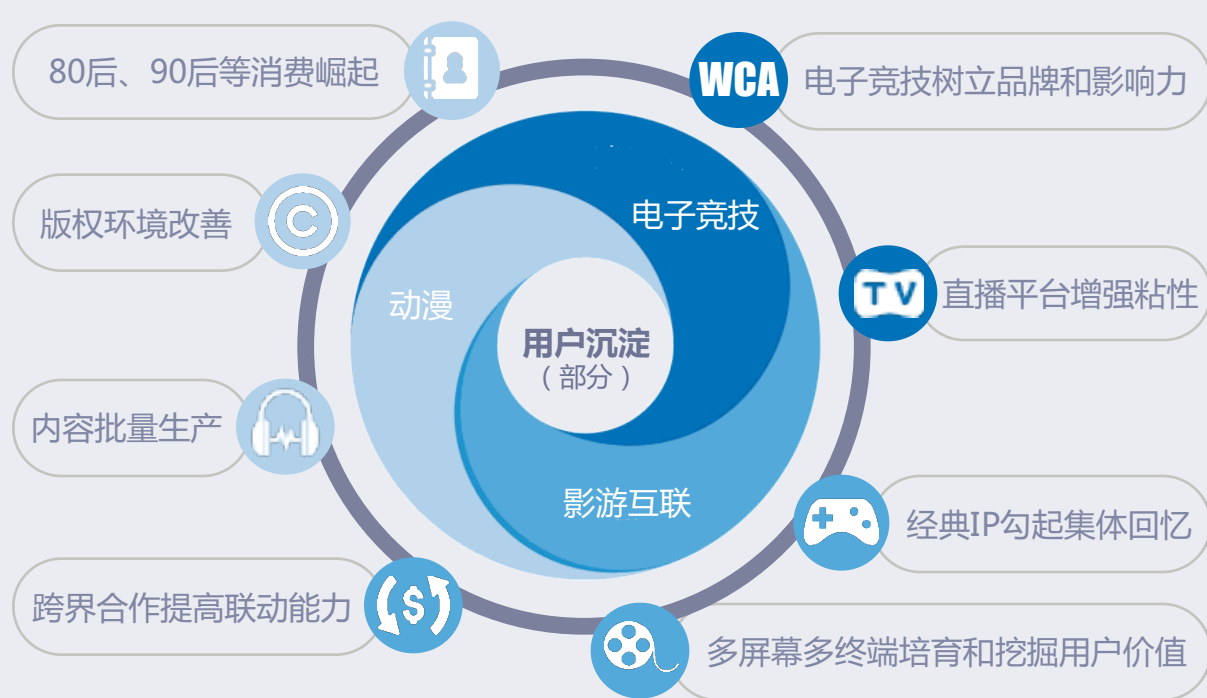 80后、90后等消费崛起
WCA
电子竞技树立品牌和影响力
版权环境改善
©
电子竞技
动漫
TV
直播平台增强粘性
用户沉淀
（部分）
内容批量生产
影游互联
经典IP勾起集体回忆
跨界合作提高联动能力
$
多屏幕多终端培育和挖掘用户价值